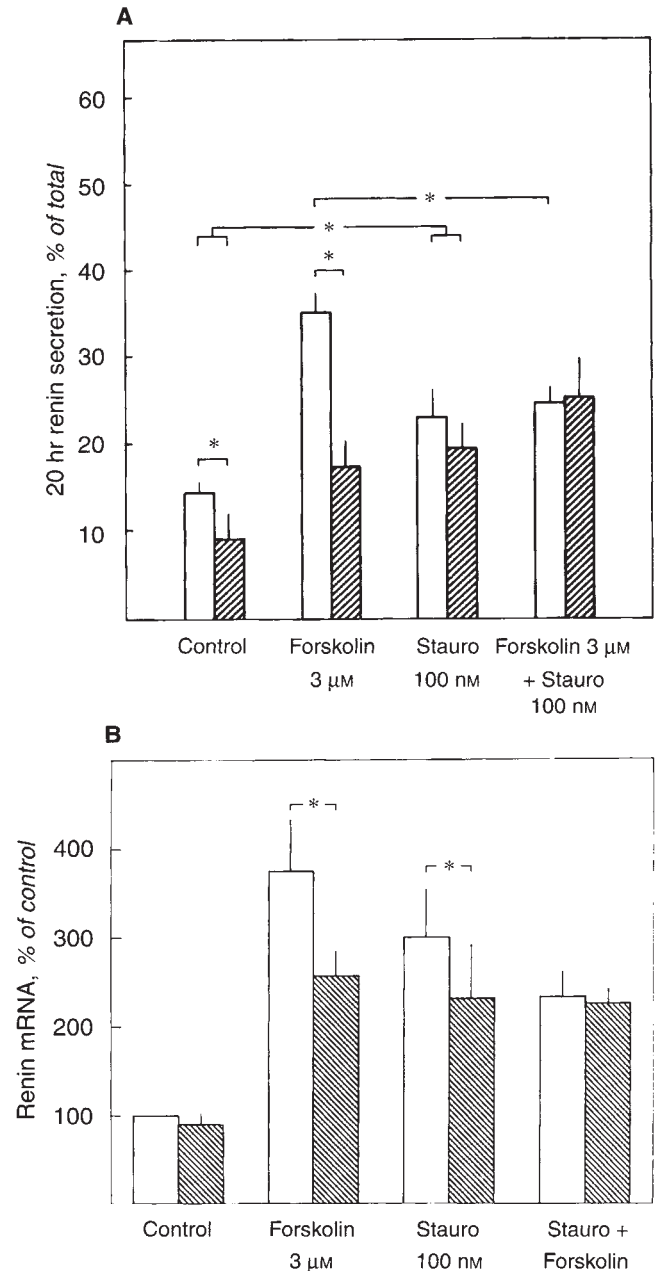 A
20 hr renin secretion, % of total
60
50
40
30
20
10
*
*
*
*
Control
Forskolin
3 μM
Stauro
100 nM
Forskolin 3 μM
+ Stauro
100 nM
B
Renin mRNA, % of control
400
300
200
100
*
*
Control
Forskolin
3 μM
Stauro
100 nM
Stauro +
Forskolin